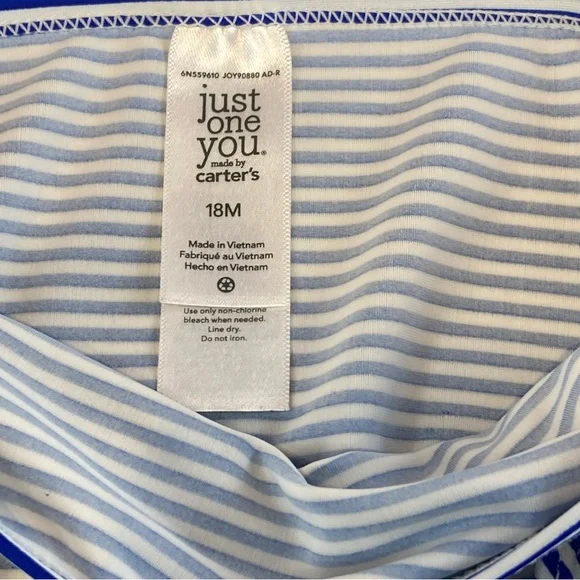 6N559610 JOY90880 AD-R
just
one
you®
made by
carter's
18M
Made in Vietnam
Fabriqué au Vietnam
Hecho en Vietnam
Use only non-chlorine
bleach when needed.
Line dry.
Do not iron.